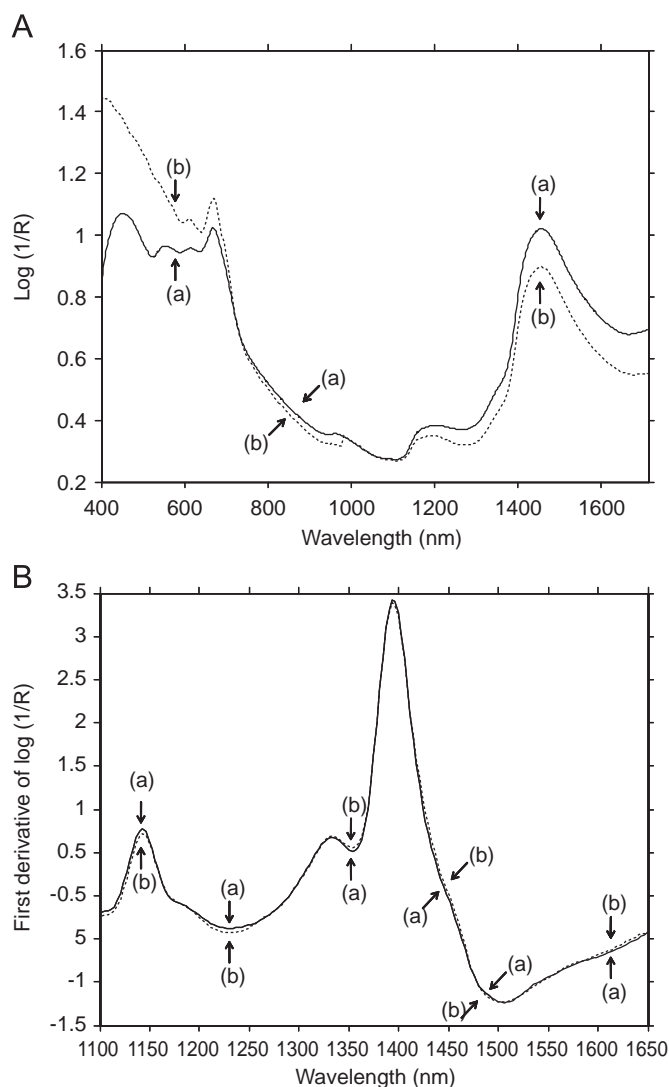 A
1.6
1.4
1.2
1
0.8
0.6
0.4
0.2
Log (1/R)
(b)
(a)
(a)
(b)
(a)
(b)
400 600 800 1000 1200 1400 1600
Wavelength (nm)
B
3.5
3
2.5
2
1.5
1
0.5
-0.5
5
-1
-1.5
First derivative of log (1/R)
(a)
(b)
(a)
(b)
(b)
(a)
(b)
(a)
(a)
(b)
(b)
(a)
1100 1150 1200 1250 1300 1350 1400 1450 1500 1550 1600 1650
Wavelength (nm)